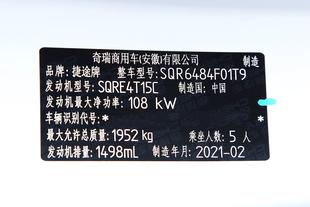 奇瑞商用车(安徽)有限公司 制造
品牌:捷途牌 整车型号:SQR6484F01T9
发动机型号:SQRE4T15C 制造国:中国
发动机最大净功率:108 kW
车辆识别代号:* *
最大允许总质量:1952 kg 乘坐人数:5 人
发动机排量:1498mL 制造年月:2021-02